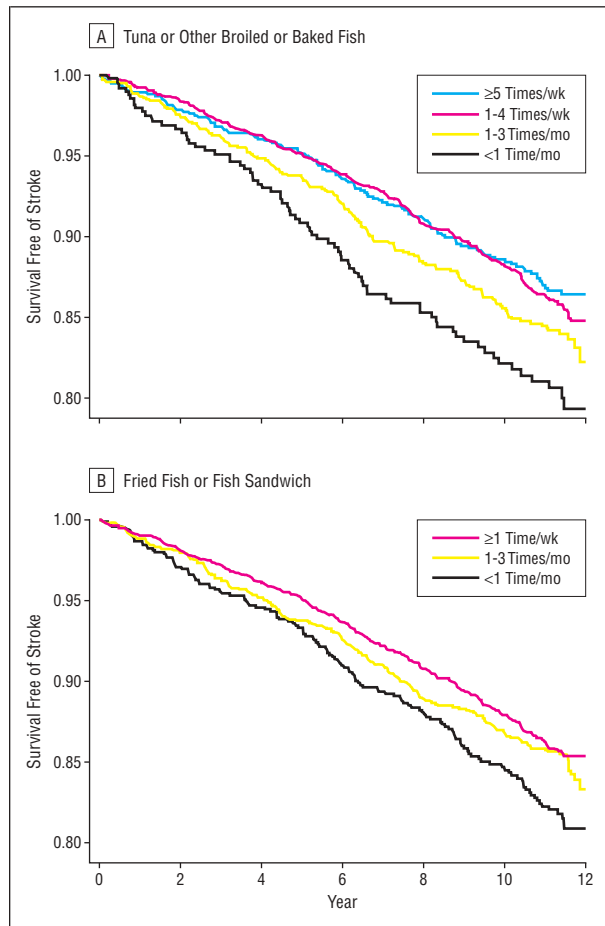 A Tuna or Other Broiled or Baked Fish
1.00
0.95
0.90
0.85
0.80
Survival Free of Stroke
≥5 Times/wk
1-4 Times/wk
1-3 Times/mo
<1 Time/mo
B Fried Fish or Fish Sandwich
1.00
0.95
0.90
0.85
0.80
Survival Free of Stroke
≥1 Time/wk
1-3 Times/mo
<1 Time/mo
0 2 4 6 8 10 12
Year